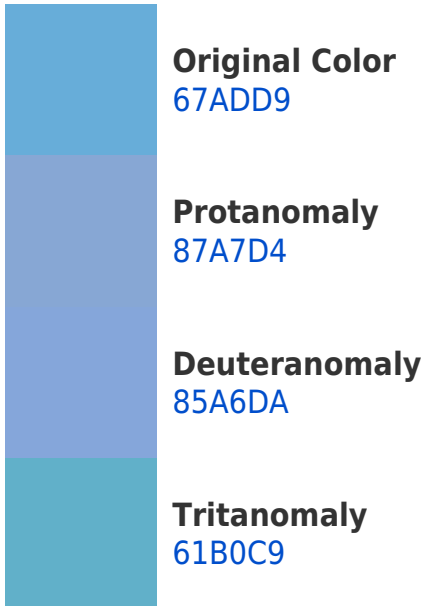 Original Color
67ADD9
Protanomaly
87A7D4
Deuteranomaly
85A6DA
Tritanomaly
61B0C9